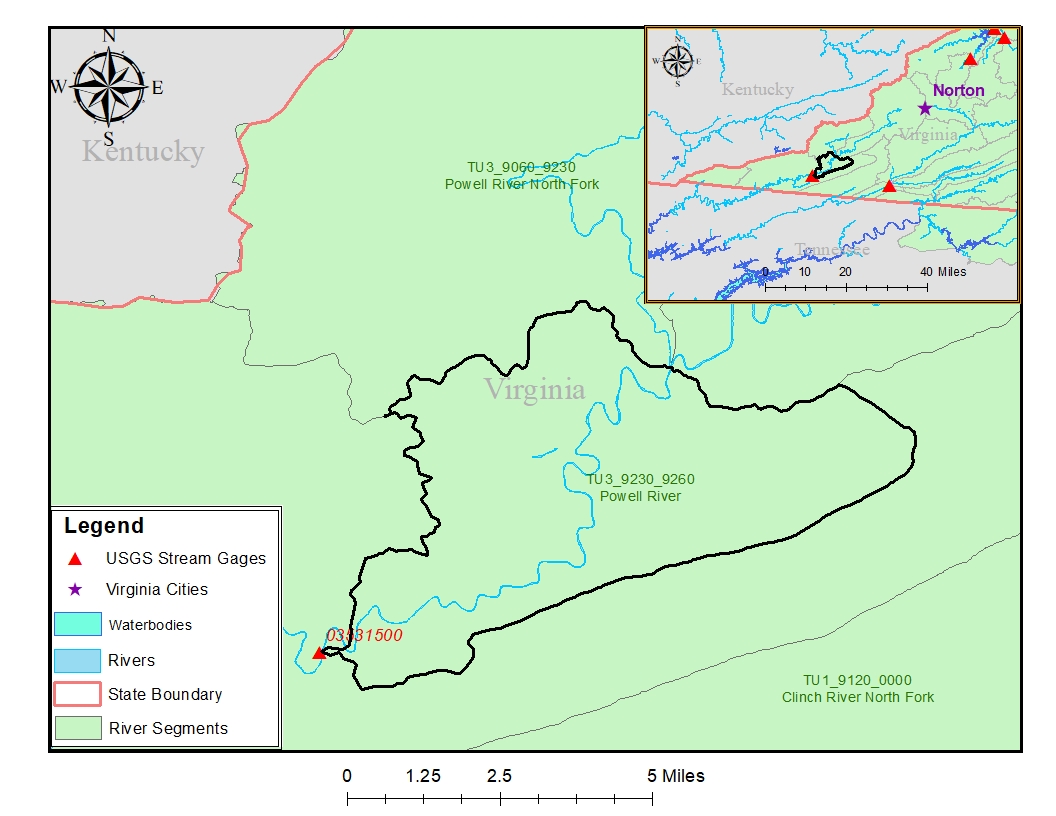 N
W E
S
Kentucky
TU3_9060_9230
Powell River North Fork
N
W E
S
Kentucky
Norton
Virginia
Tennessee
0 10 20 40 Miles
Virginia
TU3_9230_9260
Powell River
03531500
TU1_9120_0000
Clinch River North Fork
Legend
USGS Stream Gages
Virginia Cities
Waterbodies
Rivers
State Boundary
River Segments
0 1.25 2.5 5 Miles